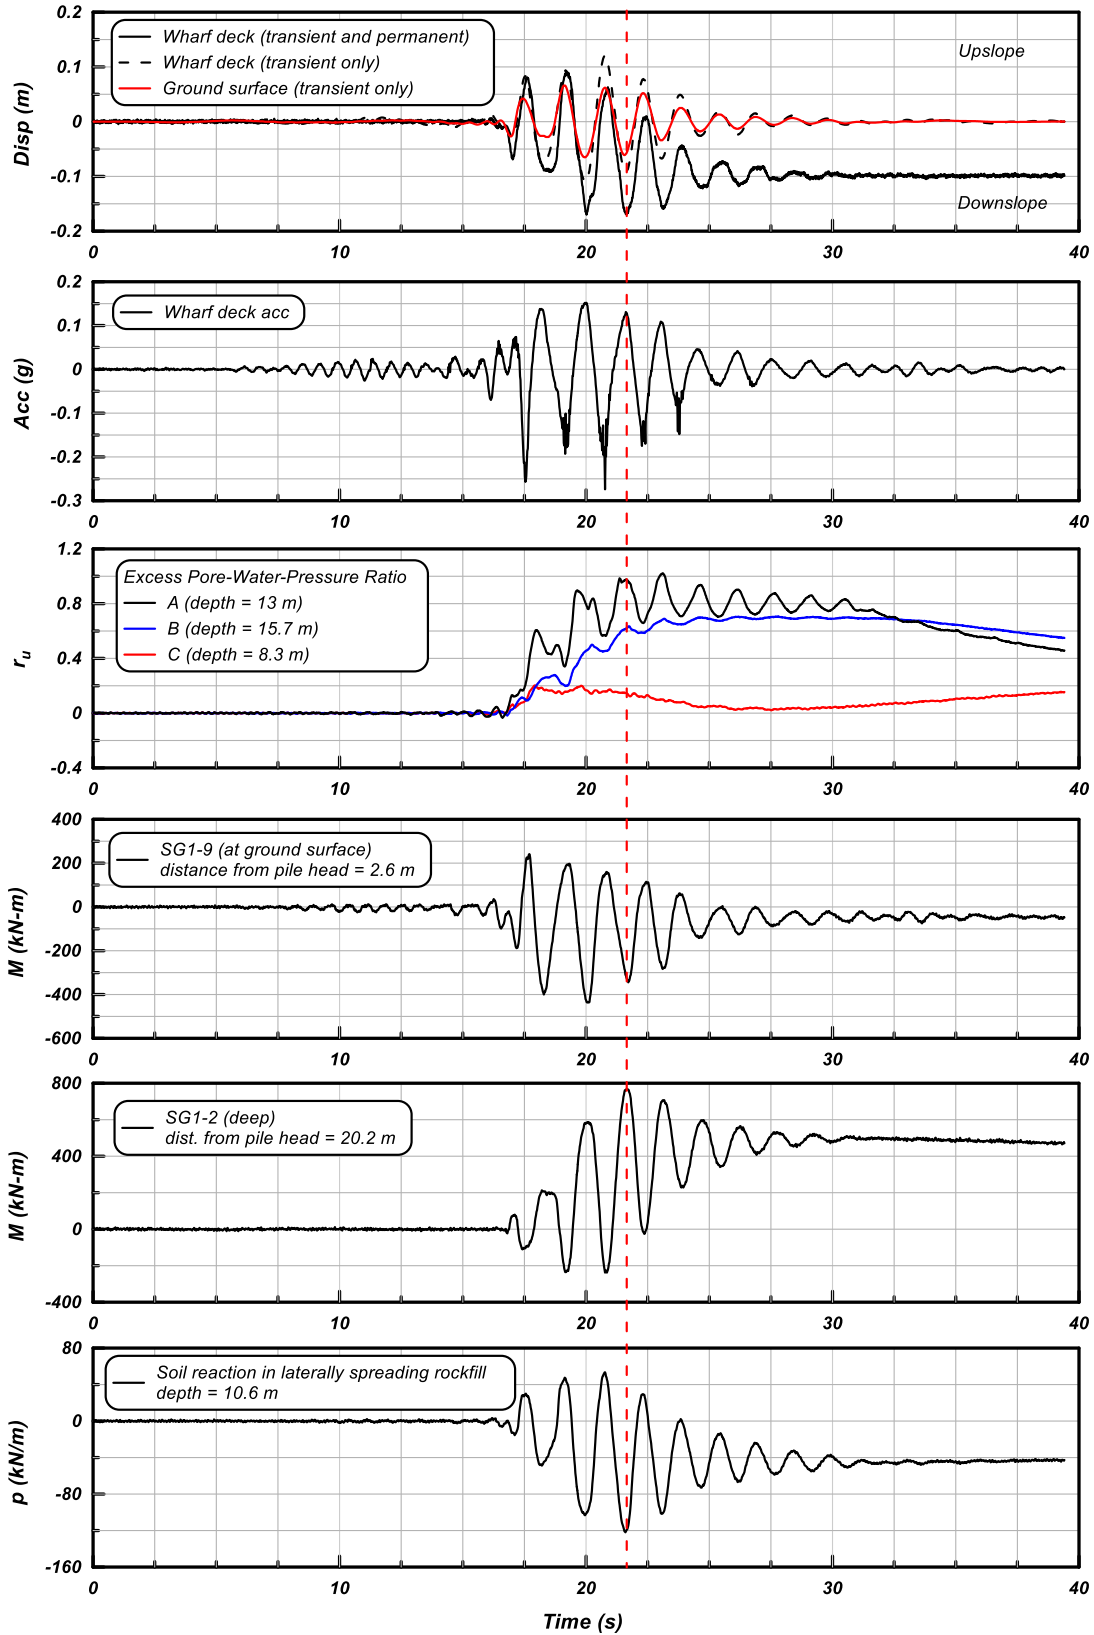 0.2
Wharf deck (transient and permanent)
Wharf deck (transient only)
Ground surface (transient only)
Upslope
0.1
0
-0.1
Downslope
-0.2
Disp (m)
0 10 20 30 40
0.2
Wharf deck acc
0.1
0
-0.1
-0.2
-0.3
Acc (g)
0 10 20 30 40
1.2
Excess Pore-Water-Pressure Ratio
A (depth = 13 m)
B (depth = 15.7 m)
C (depth = 8.3 m)
0.8
0.4
0
-0.4
ru
0 10 20 30 40
400
SG1-9 (at ground surface)
distance from pile head = 2.6 m
200
0
-200
-400
-600
M (kN-m)
0 10 20 30 40
800
SG1-2 (deep)
dist. from pile head = 20.2 m
400
0
-400
M (kN-m)
0 10 20 30 40
80
Soil reaction in laterally spreading rockfill
depth = 10.6 m
0
-80
-160
p (kN/m)
0 10 20 30 40
Time (s)